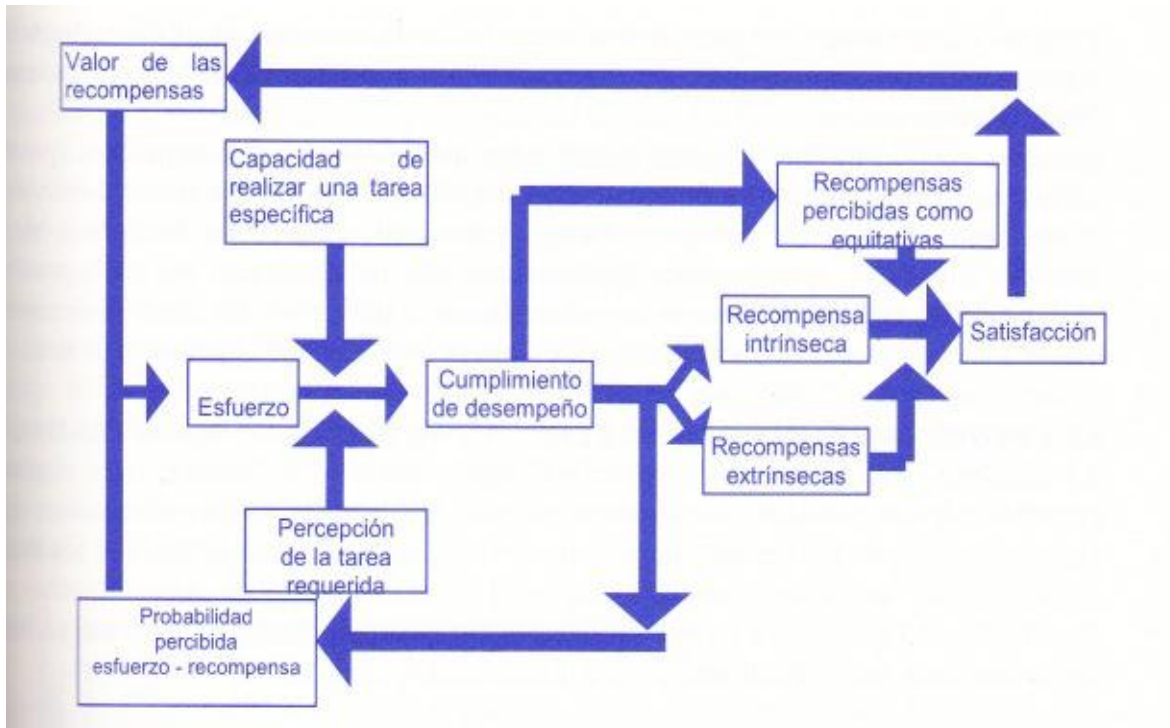 Valor de las
recompensas
Capacidad de
realizar una tarea
específica
Recompensas
percibidas como
equitativas
Recompensa
intrínseca
Satisfacción
Esfuerzo
Cumplimiento
de desempeño
Recompensas
extrínsecas
Percepción
de la tarea
requerida
Probabilidad
percibida
esfuerzo - recompensa